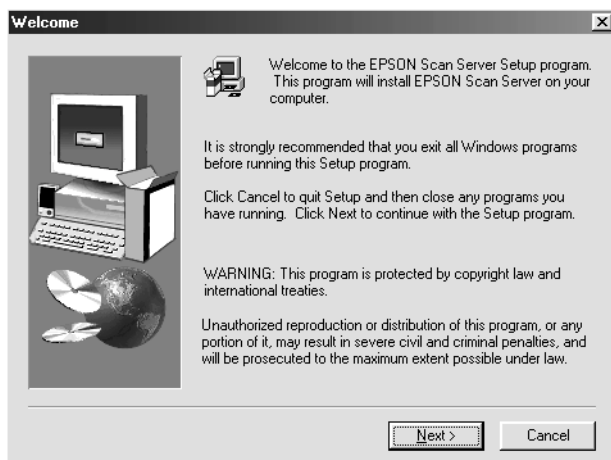 Welcome
Welcome to the EPSON Scan Server Setup program.
This program will install EPSON Scan Server on your
computer.
It is strongly recommended that you exit all Windows programs
before running this Setup program.
Click Cancel to quit Setup and then close any programs you
have running. Click Next to continue with the Setup program.
WARNING: This program is protected by copyright law and
international treaties.
Unauthorized reproduction or distribution of this program, or any
portion of it, may result in severe civil and criminal penalties, and
will be prosecuted to the maximum extent possible under law.
Next >
Cancel